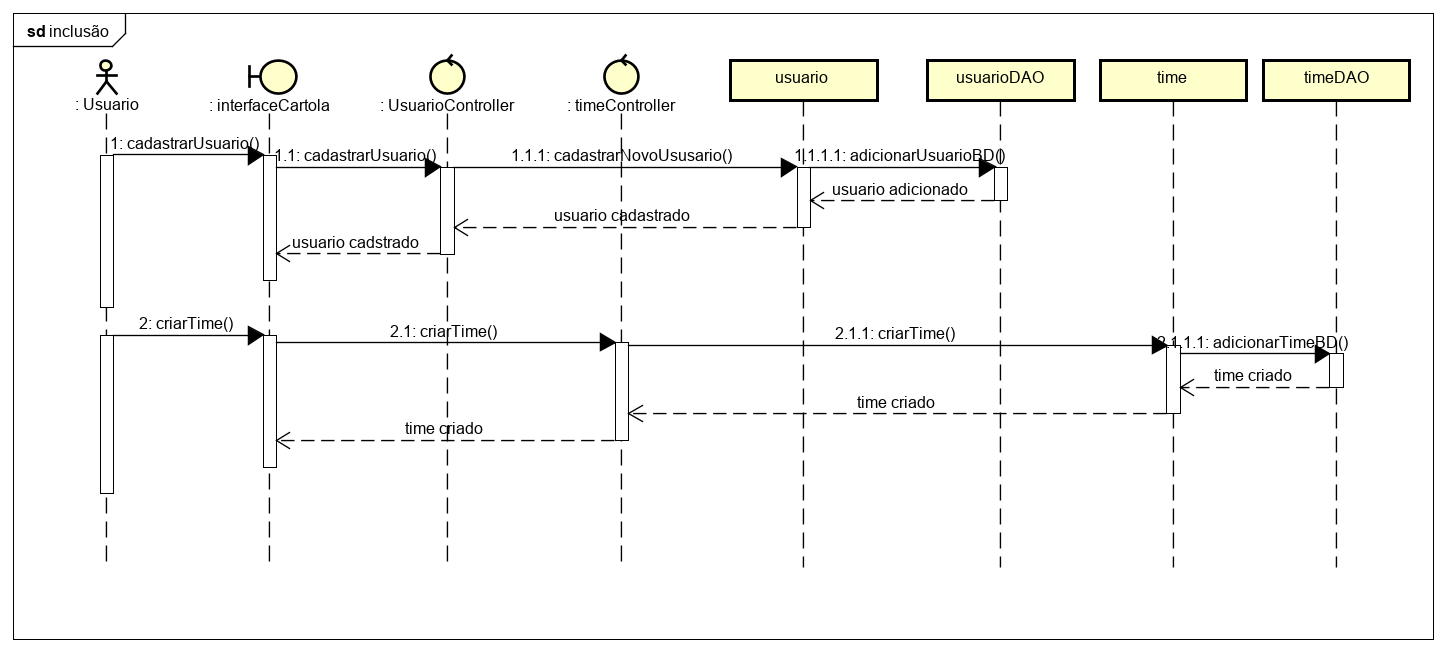 sd inclusão
: Usuario
: interfaceCartola
: UsuarioController
: timeController
usuario
usuarioDAO
time
timeDAO
1: cadastrarUsuario()
1.1: cadastrarUsuario()
1.1.1: cadastrarNovoUsusario()
1.1.1.1: adicionarUsuarioBD()
usuario adicionado
usuario cadastrado
usuario cadstrado
2: criarTime()
2.1: criarTime()
2.1.1: criarTime()
2.1.1.1: adicionarTimeBD()
time criado
time criado
time criado